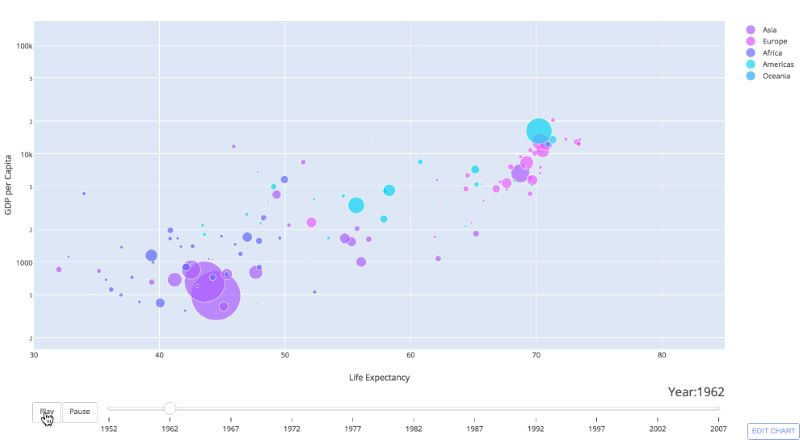 100k
5
2
10k
5
2
1000
5
2
GDP per Capita
30 40 50 60 70 80
Life Expectancy
Asia
Europe
Africa
Americas
Oceania
Year:1962
Play Pause
1952 1962 1967 1972 1977 1982 1987 1992 1997 2002 2007
EDIT CHART